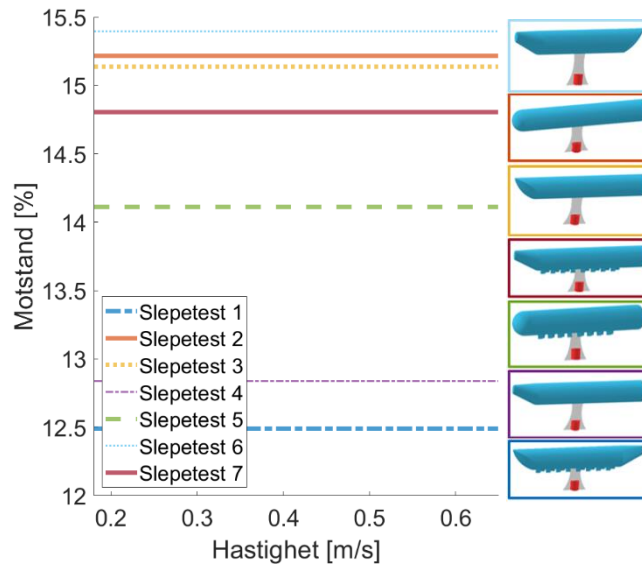 15.5
15
14.5
14
13.5
13
12.5
12
Motstand [%]
Slepetest 1
Slepetest 2
Slepetest 3
Slepetest 4
Slepetest 5
Slepetest 6
Slepetest 7
0.2 0.3 0.4 0.5 0.6
Hastighet [m/s]